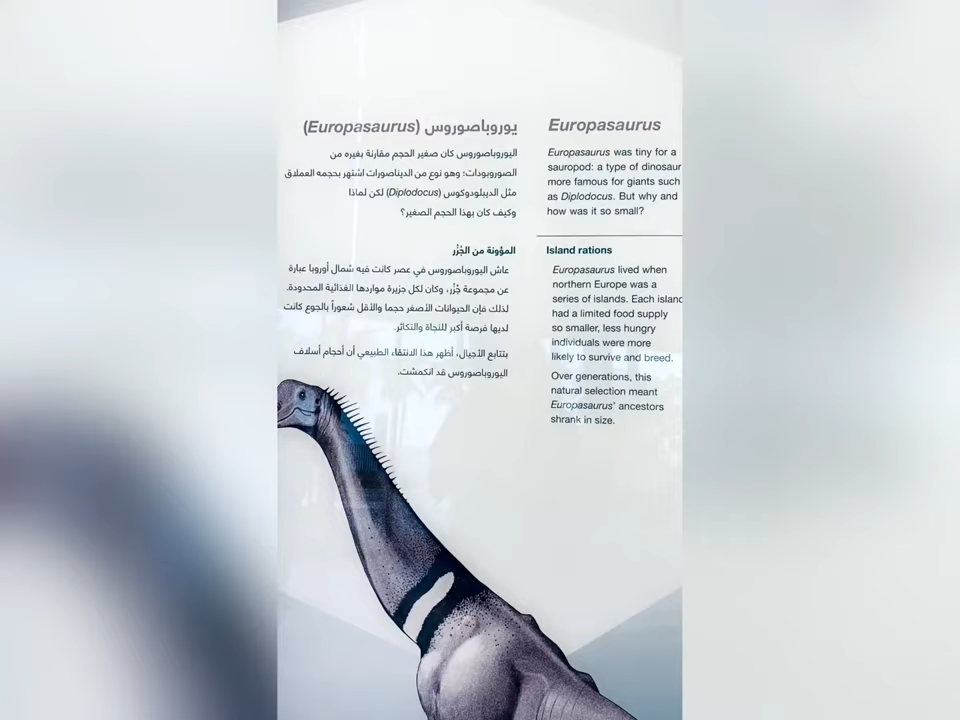 يوروباصوروس (Europasaurus)
اليوروباصوروس كان صغير الحجم مقارنة بغيره من
الصوروبودات؛ وهو نوع من الديناصورات اشتهر بحجمه العملاق
مثل الديبلودوكوس (Diplodocus) لكن لماذا
وكيف كان بهذا الحجم الصغير؟
المؤونة من الجُزُر
عاش اليوروباصوروس في عصر كانت فيه شمال أوروبا عبارة
عن مجموعة جُزُر، وكان لكل جزيرة مواردها الغذائية المحدودة.
لذلك فإن الحيوانات الأصغر حجما والأقل شعوراً بالجوع كانت
لديها فرصة أكبر للنجاة والتكاثر.
بتتابع الأجيال، أظهر هذا الانتقاء الطبيعي أن أحجام أسلاف
اليوروباصوروس قد انكمشت.
Europasaurus
Europasaurus was tiny for a
sauropod: a type of dinosaur
more famous for giants such
as Diplodocus. But why and
how was it so small?
Island rations
Europasaurus lived when
northern Europe was a
series of islands. Each island
had a limited food supply
so smaller, less hungry
individuals were more
likely to survive and breed.
Over generations, this
natural selection meant
Europasaurus' ancestors
shrank in size.